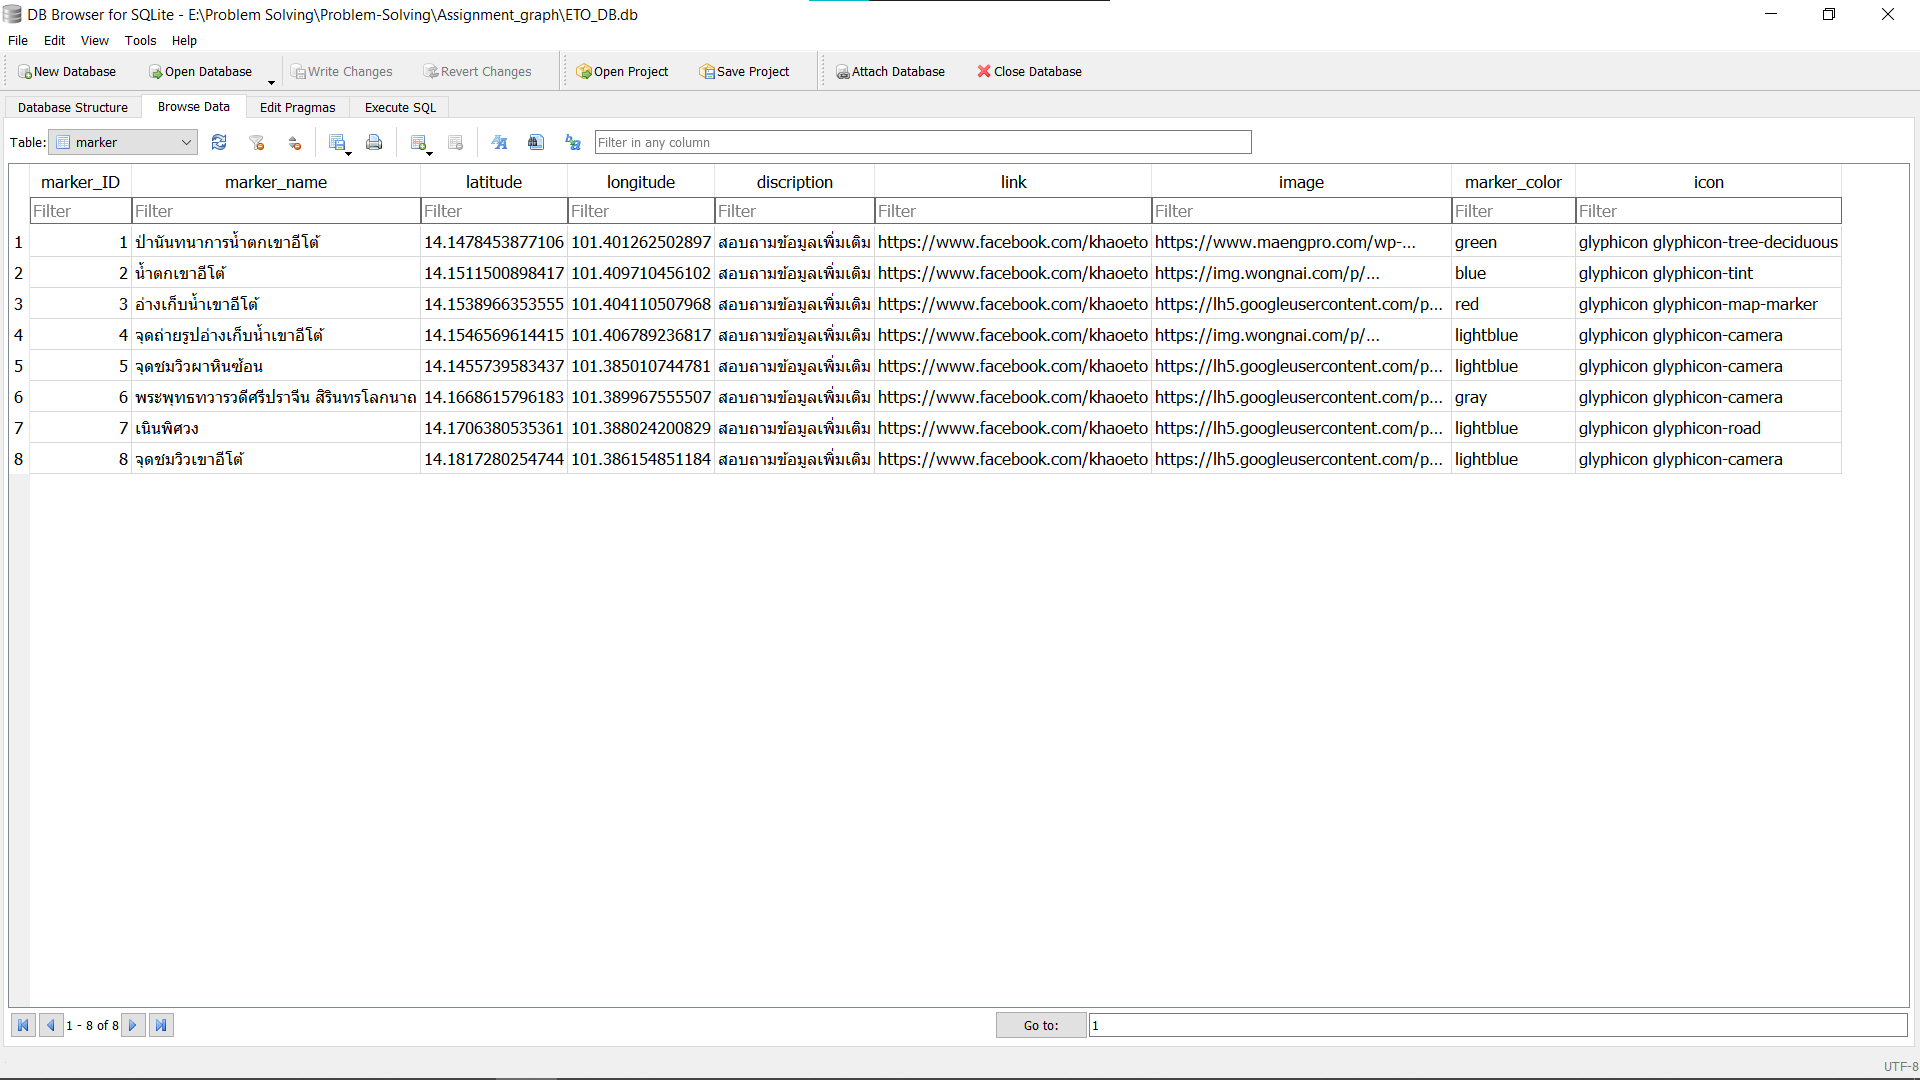 DB Browser for SQLite - E:\Problem Solving\Problem-Solving\Assignment_graph\ETO_DB.db
File Edit View Tools Help
New Database Open Database Write Changes Revert Changes Open Project Save Project Attach Database Close Database
Database Structure Browse Data Edit Pragmas Execute SQL
Table: marker Filter in any column
marker_ID marker_name latitude longitude discription link image marker_color icon
Filter Filter Filter Filter Filter Filter Filter Filter Filter
1 1 ป่านันทนาการน้ำตกเขาอีโต้ 14.1478453877106 101.401262502897 สอบถามข้อมูลเพิ่มเติม https://www.facebook.com/khaoeto https://www.maengpro.com/wp-... green glyphicon glyphicon-tree-deciduous
2 2 น้ำตกเขาอีโต้ 14.1511500898417 101.409710456102 สอบถามข้อมูลเพิ่มเติม https://www.facebook.com/khaoeto https://img.wongnai.com/p/... blue glyphicon glyphicon-tint
3 3 อ่างเก็บน้ำเขาอีโต้ 14.1538966353555 101.404110507968 สอบถามข้อมูลเพิ่มเติม https://www.facebook.com/khaoeto https://lh5.googleusercontent.com/p... red glyphicon glyphicon-map-marker
4 4 จุดถ่ายรูปอ่างเก็บน้ำเขาอีโต้ 14.1546569614415 101.406789236817 สอบถามข้อมูลเพิ่มเติม https://www.facebook.com/khaoeto https://img.wongnai.com/p/... lightblue glyphicon glyphicon-camera
5 5 จุดชมวิวผาหินซ้อน 14.1455739583437 101.385010744781 สอบถามข้อมูลเพิ่มเติม https://www.facebook.com/khaoeto https://lh5.googleusercontent.com/p... lightblue glyphicon glyphicon-camera
6 6 พระพุทธทวารวดีศรีปราจีน สิรินทรโลกนาถ 14.1668615796183 101.389967555507 สอบถามข้อมูลเพิ่มเติม https://www.facebook.com/khaoeto https://lh5.googleusercontent.com/p... gray glyphicon glyphicon-camera
7 7 เนินพิศวง 14.1706380535361 101.388024200829 สอบถามข้อมูลเพิ่มเติม https://www.facebook.com/khaoeto https://lh5.googleusercontent.com/p... lightblue glyphicon glyphicon-road
8 8 จุดชมวิวเขาอีโต้ 14.1817280254744 101.386154851184 สอบถามข้อมูลเพิ่มเติม https://www.facebook.com/khaoeto https://lh5.googleusercontent.com/p... lightblue glyphicon glyphicon-camera
1 - 8 of 8 Go to: 1
UTF-8